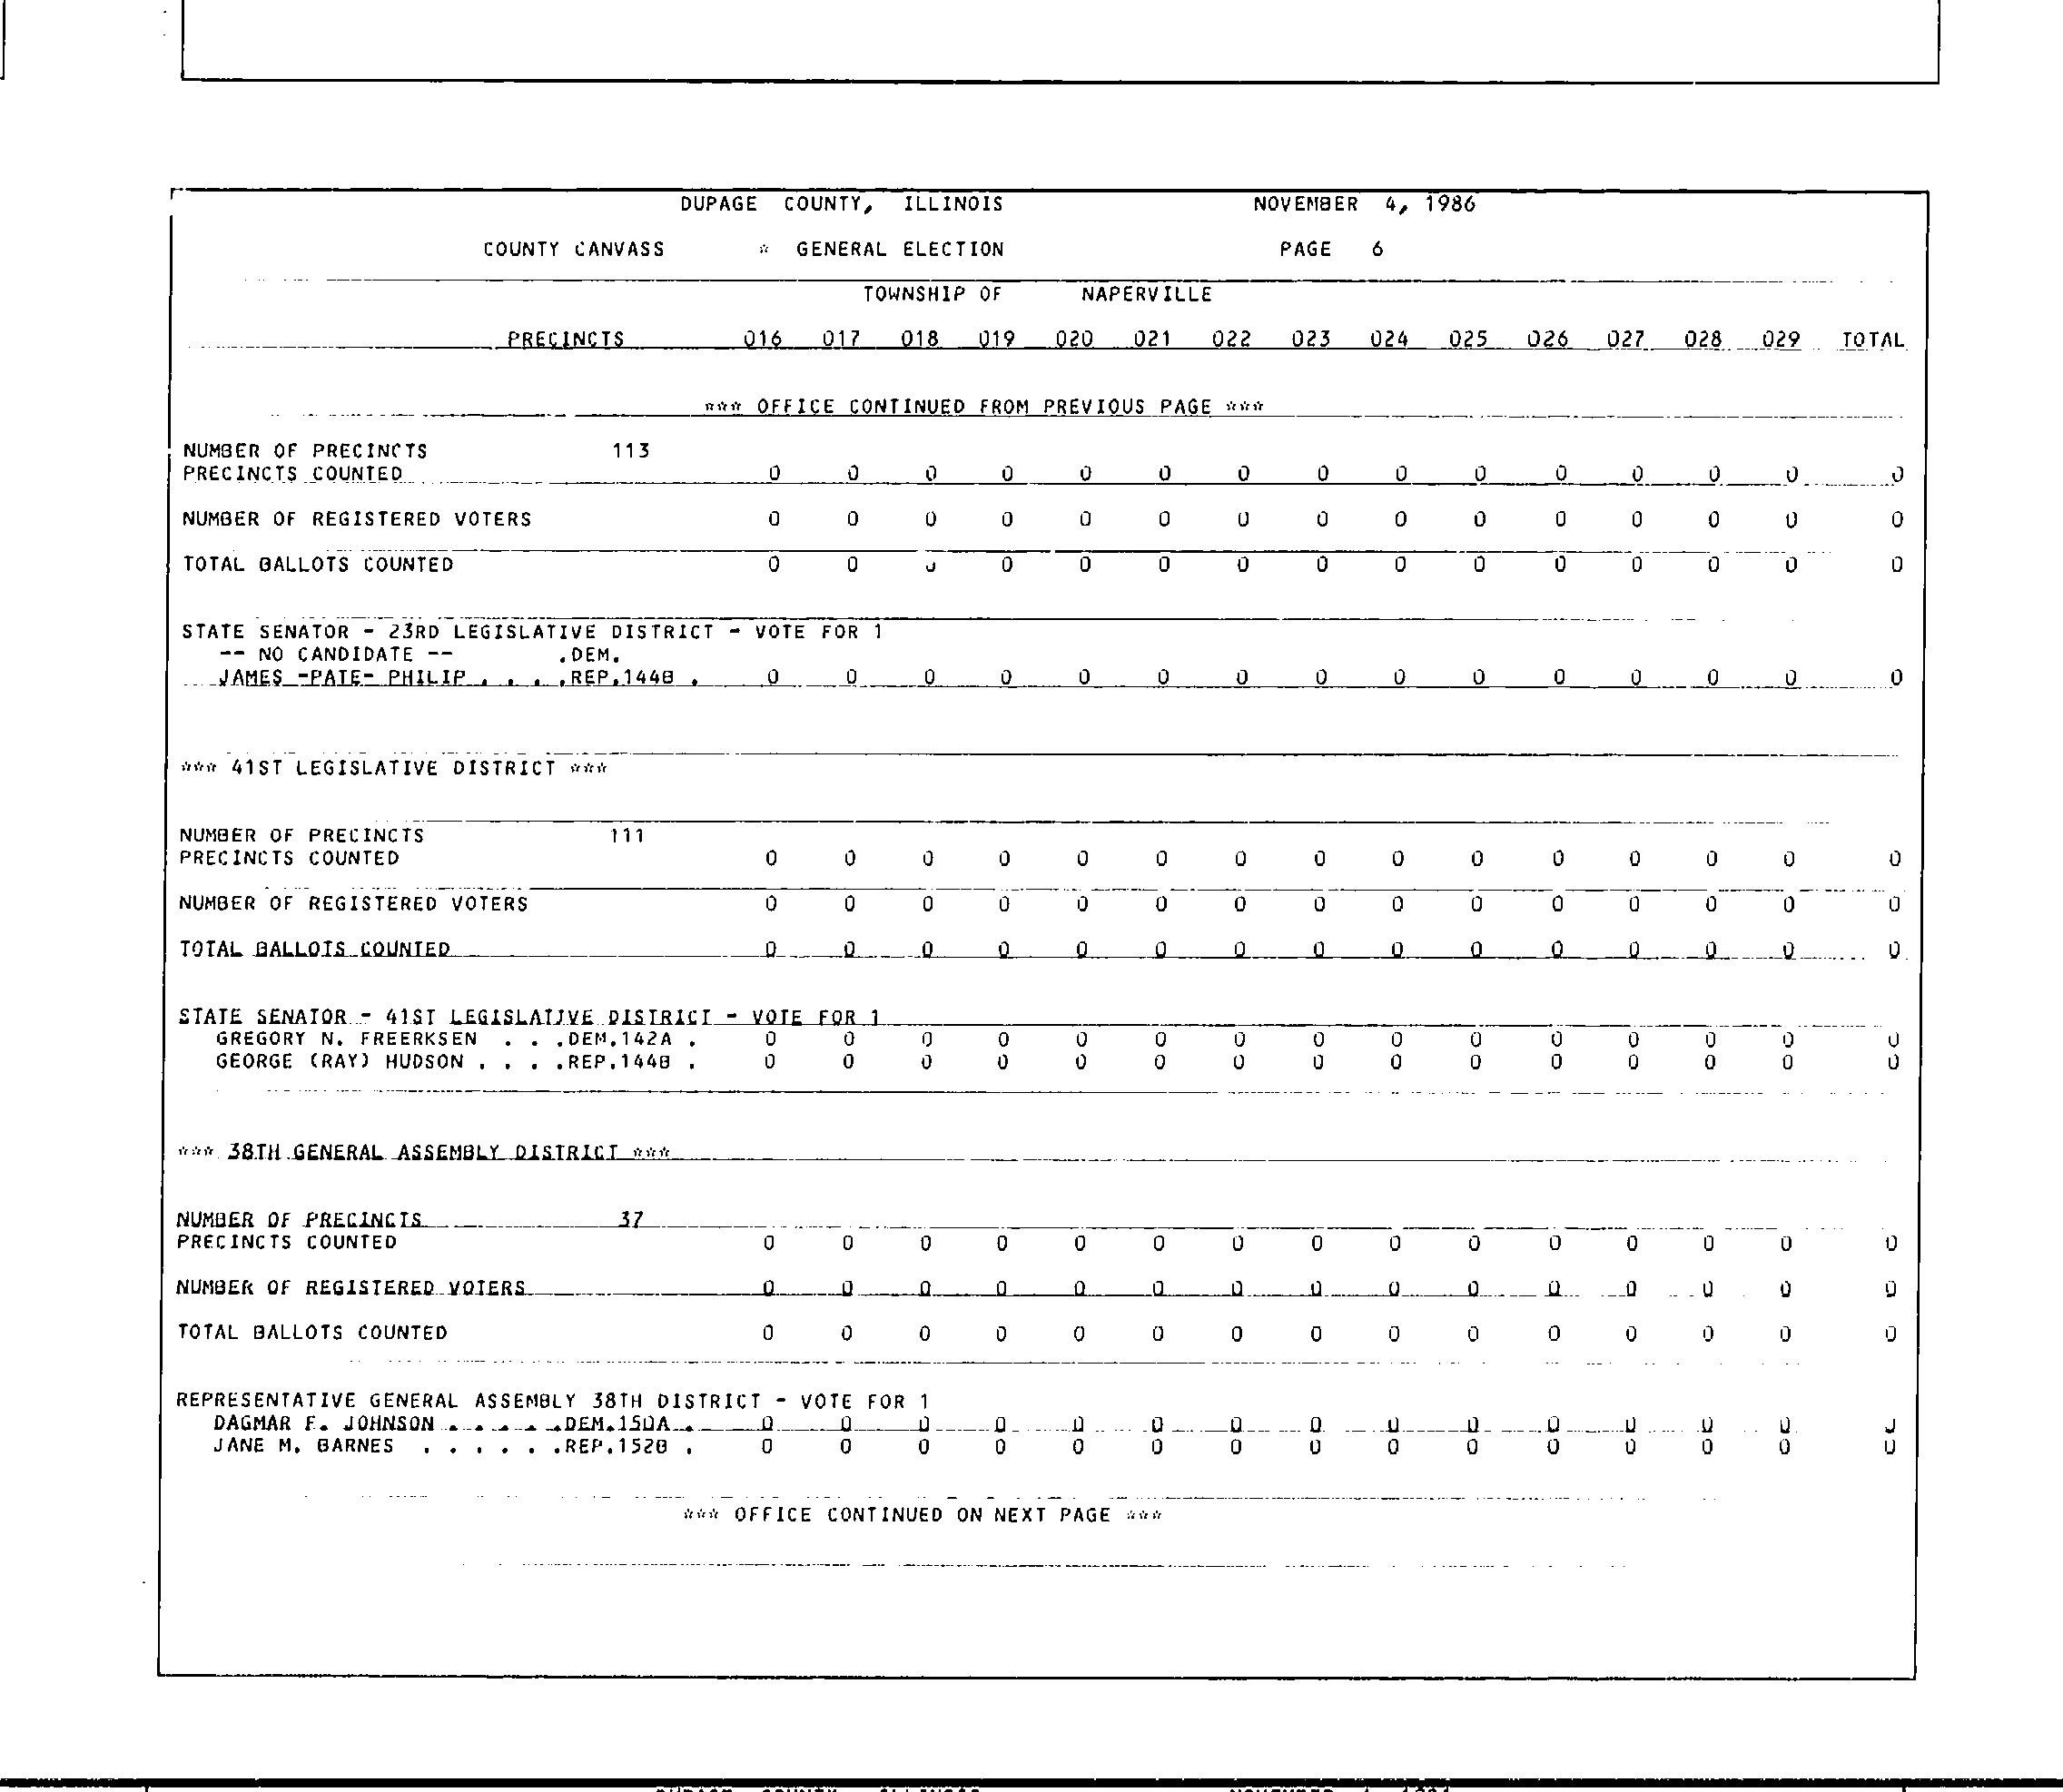 DUPAGE COUNTY, ILLINOIS NOVEMBER 4, 1986
COUNTY CANVASS * GENERAL ELECTION PAGE 6
TOWNSHIP OF NAPERVILLE
PRECINCTS 016 017 018 019 020 021 022 023 024 025 026 027 028 029 TOTAL
*** OFFICE CONTINUED FROM PREVIOUS PAGE ***
NUMBER OF PRECINCTS 113
PRECINCTS COUNTED 0 0 0 0 0 0 0 0 0 0 0 0 0 0 0
NUMBER OF REGISTERED VOTERS 0 0 0 0 0 0 0 0 0 0 0 0 0 0 0
TOTAL BALLOTS COUNTED 0 0 0 0 0 0 0 0 0 0 0 0 0 0 0
STATE SENATOR - 23RD LEGISLATIVE DISTRICT - VOTE FOR 1
-- NO CANDIDATE -- .DEM.
JAMES -PATE- PHILIP . . . .REP.144B . 0 0 0 0 0 0 0 0 0 0 0 0 0 0 0
*** 41ST LEGISLATIVE DISTRICT ***
NUMBER OF PRECINCTS 111
PRECINCTS COUNTED 0 0 0 0 0 0 0 0 0 0 0 0 0 0 0
NUMBER OF REGISTERED VOTERS 0 0 0 0 0 0 0 0 0 0 0 0 0 0 0
TOTAL BALLOTS COUNTED 0 0 0 0 0 0 0 0 0 0 0 0 0 0 0
STATE SENATOR - 41ST LEGISLATIVE DISTRICT - VOTE FOR 1
GREGORY N. FREERKSEN . . .DEM.142A . 0 0 0 0 0 0 0 0 0 0 0 0 0 0 0
GEORGE (RAY) HUDSON . . . .REP.144B . 0 0 0 0 0 0 0 0 0 0 0 0 0 0 0
*** 38TH GENERAL ASSEMBLY DISTRICT ***
NUMBER OF PRECINCTS 37
PRECINCTS COUNTED 0 0 0 0 0 0 0 0 0 0 0 0 0 0 0
NUMBER OF REGISTERED VOTERS 0 0 0 0 0 0 0 0 0 0 0 0 0 0 0
TOTAL BALLOTS COUNTED 0 0 0 0 0 0 0 0 0 0 0 0 0 0 0
REPRESENTATIVE GENERAL ASSEMBLY 38TH DISTRICT - VOTE FOR 1
DAGMAR F. JOHNSON . . . . .DEM.150A . 0 0 0 0 0 0 0 0 0 0 0 0 0 0 0
JANE M. BARNES . . . . . .REP.152B . 0 0 0 0 0 0 0 0 0 0 0 0 0 0 0
*** OFFICE CONTINUED ON NEXT PAGE ***